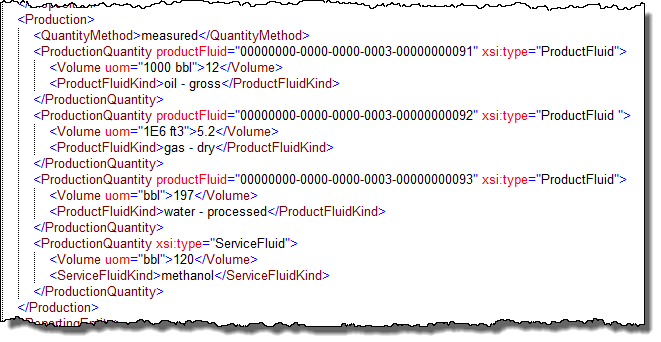 <Production>
<QuantityMethod>measured</QuantityMethod>
<ProductionQuantity productFluid="00000000-0000-0000-0003-00000000091" xsi:type="ProductFluid">
<Volume uom="1000 bbl">12</Volume>
<ProductFluidKind>oil - gross</ProductFluidKind>
</ProductionQuantity>
<ProductionQuantity productFluid="00000000-0000-0000-0003-00000000092" xsi:type="ProductFluid ">
<Volume uom="1E6 ft3">5.2</Volume>
<ProductFluidKind>gas - dry</ProductFluidKind>
</ProductionQuantity>
<ProductionQuantity productFluid="00000000-0000-0000-0003-00000000093" xsi:type="ProductFluid">
<Volume uom="bbl">197</Volume>
<ProductFluidKind>water - processed</ProductFluidKind>
</ProductionQuantity>
<ProductionQuantity xsi:type="ServiceFluid">
<Volume uom="bbl">120</Volume>
<ServiceFluidKind>methanol</ServiceFluidKind>
</ProductionQuantity>
</Production>